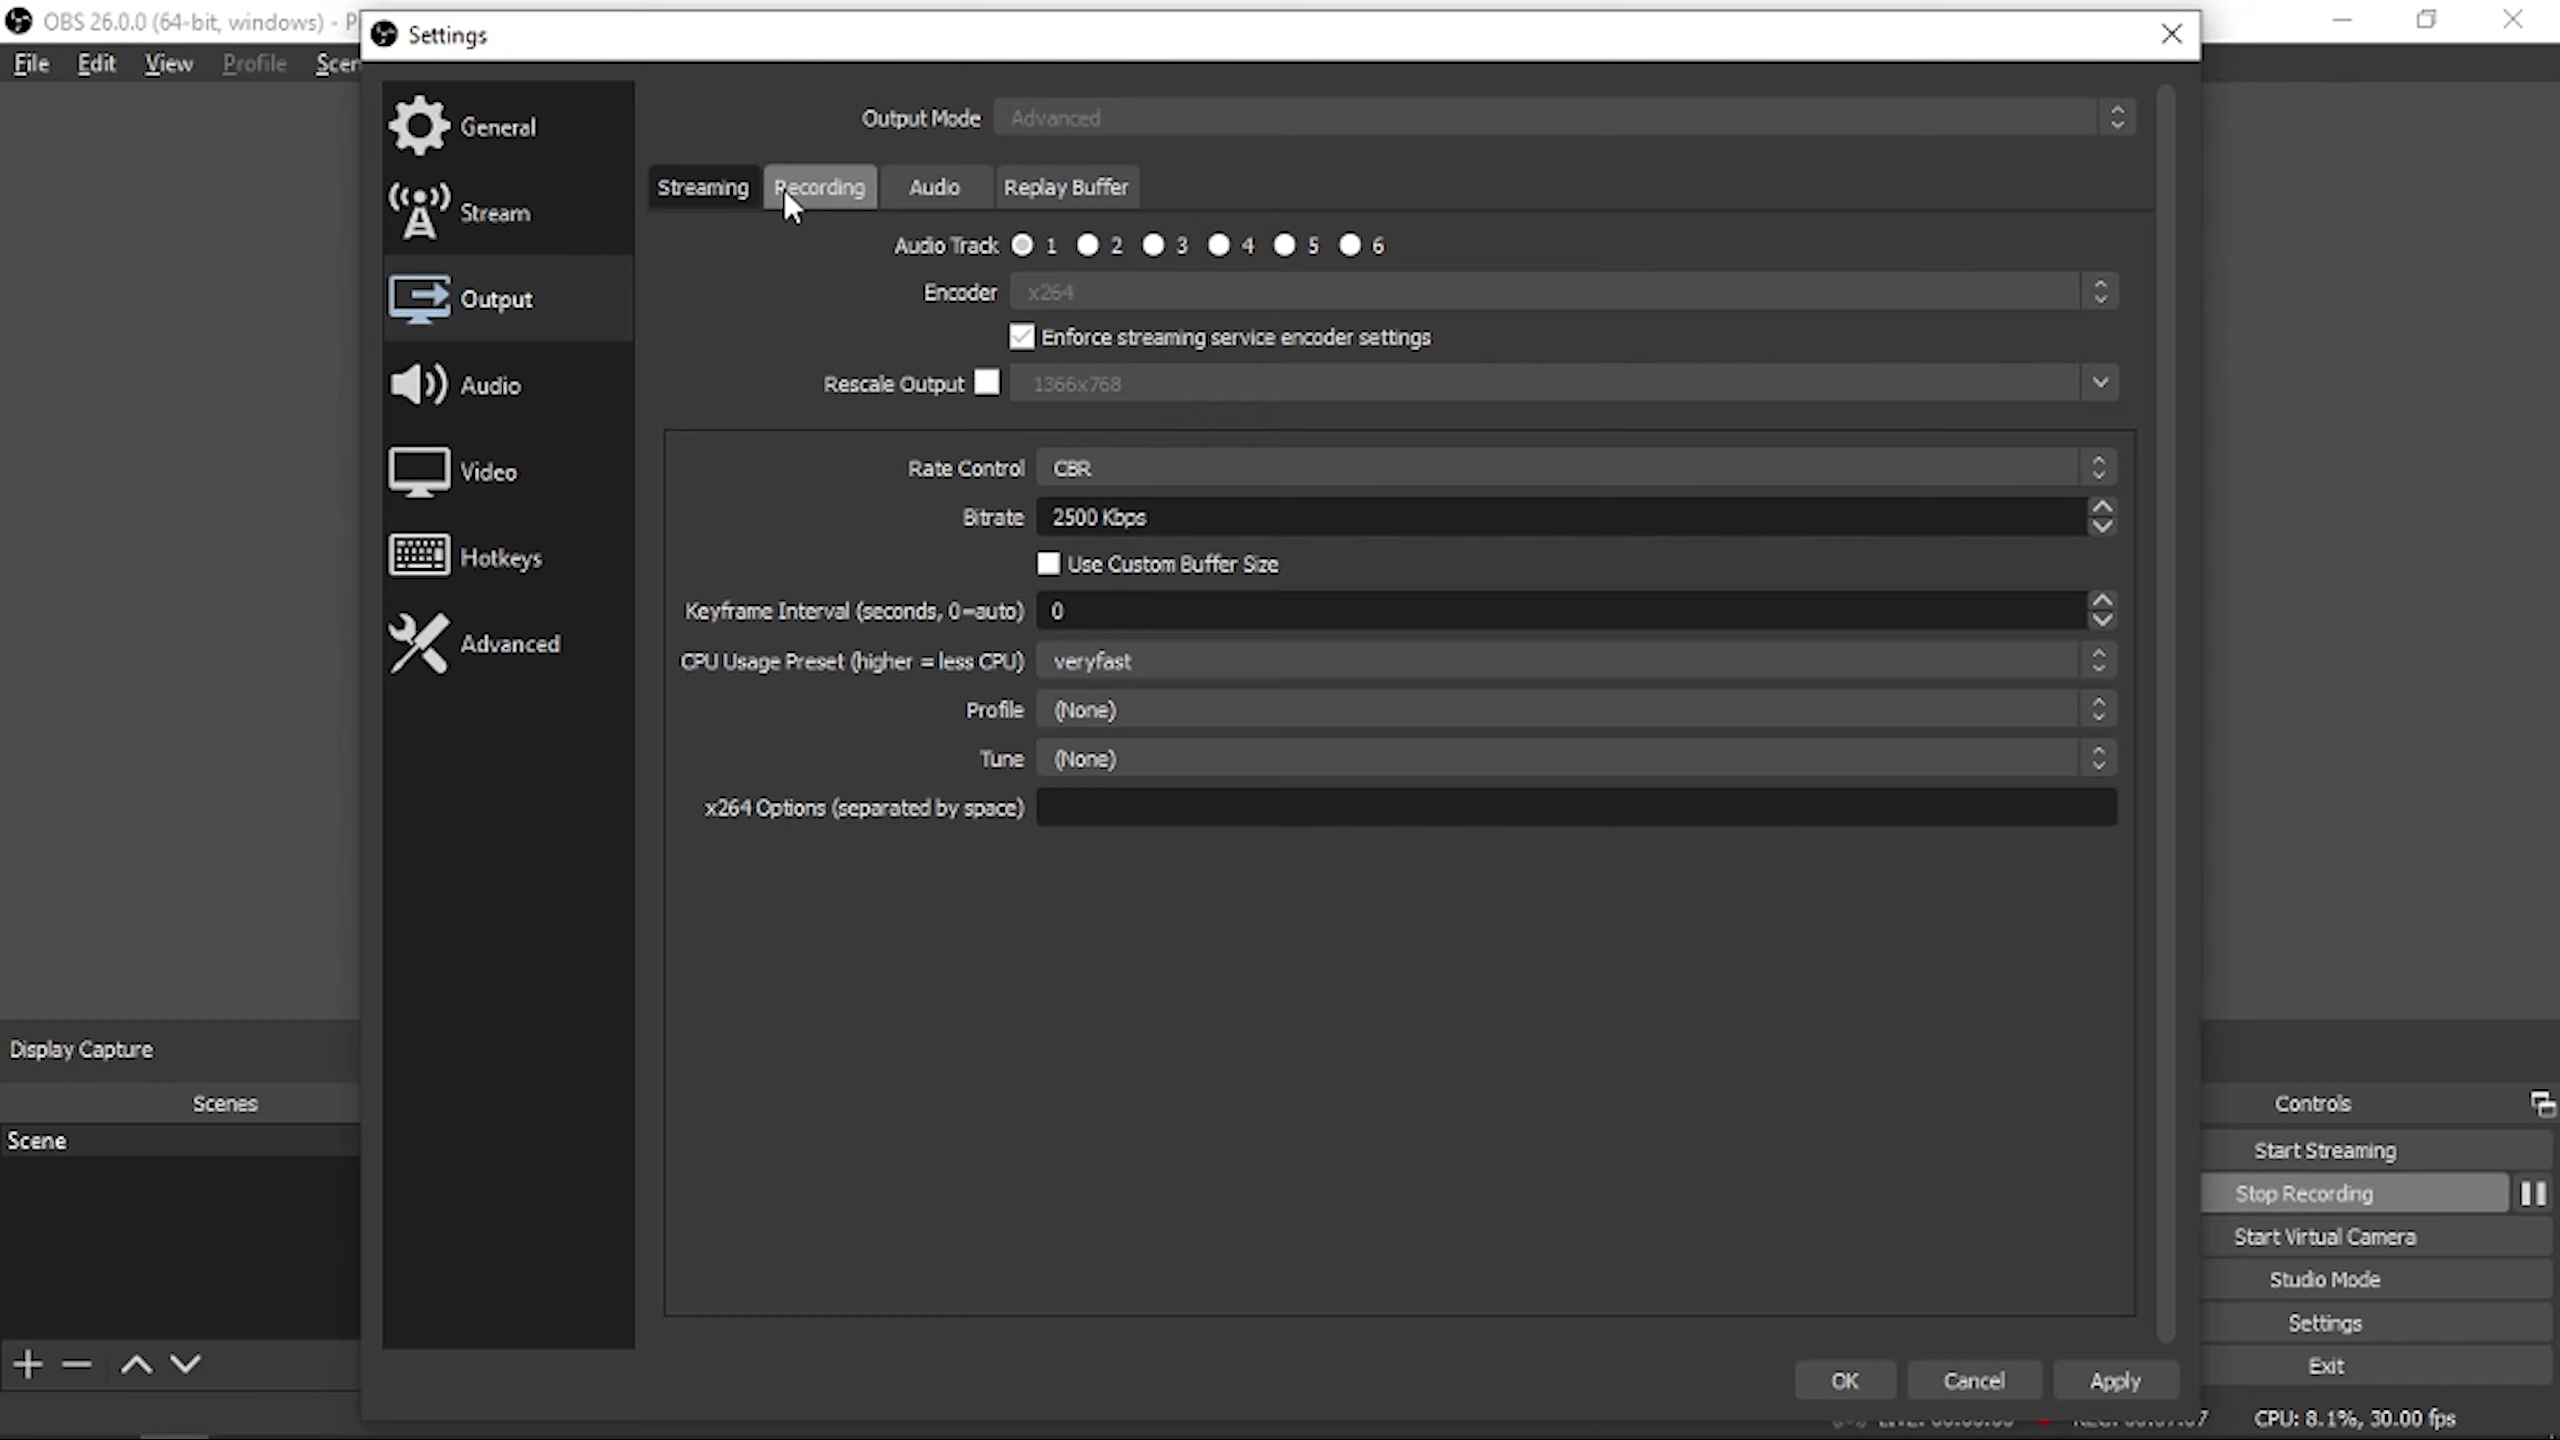 OBS 26.0.0 (64-bit, windows) - P
Settings
File Edit View Profile Scen
General
Stream
Output
Audio
Video
Hotkeys
Advanced
Output Mode Advanced
Streaming Recording Audio Replay Buffer
Audio Track 1 2 3 4 5 6
Encoder x264
Enforce streaming service encoder settings
Rescale Output 1366x768
Rate Control CBR
Bitrate 2500 Kbps
Use Custom Buffer Size
Keyframe Interval (seconds, 0=auto) 0
CPU Usage Preset (higher = less CPU) veryfast
Profile (None)
Tune (None)
x264 Options (separated by space)
OK Cancel Apply
Display Capture
Scenes
Scene
Controls
Start Streaming
Stop Recording
Start Virtual Camera
Studio Mode
Settings
Exit
CPU: 8.1%, 30.00 fps